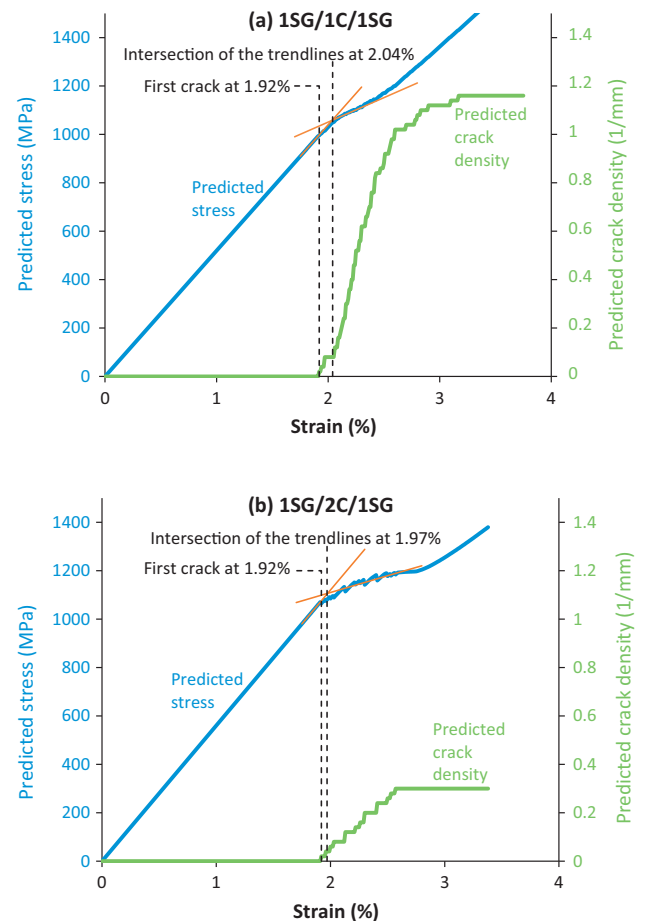 (a) 1SG/1C/1SG
Intersection of the trendlines at 2.04%
First crack at 1.92%
Predicted
crack
density
Predicted
stress
Predicted stress (MPa)
1400
1200
1000
800
600
400
200
0
1.4
1.2
1
0.8
0.6
0.4
0.2
0
Predicted crack density (1/mm)
0
1
2
3
4
Strain (%)
(b) 1SG/2C/1SG
Intersection of the trendlines at 1.97%
First crack at 1.92%
Predicted
stress
Predicted
crack
density
Predicted stress (MPa)
1400
1200
1000
800
600
400
200
0
1.4
1.2
1
0.8
0.6
0.4
0.2
0
Predicted crack density (1/mm)
0
1
2
3
4
Strain (%)